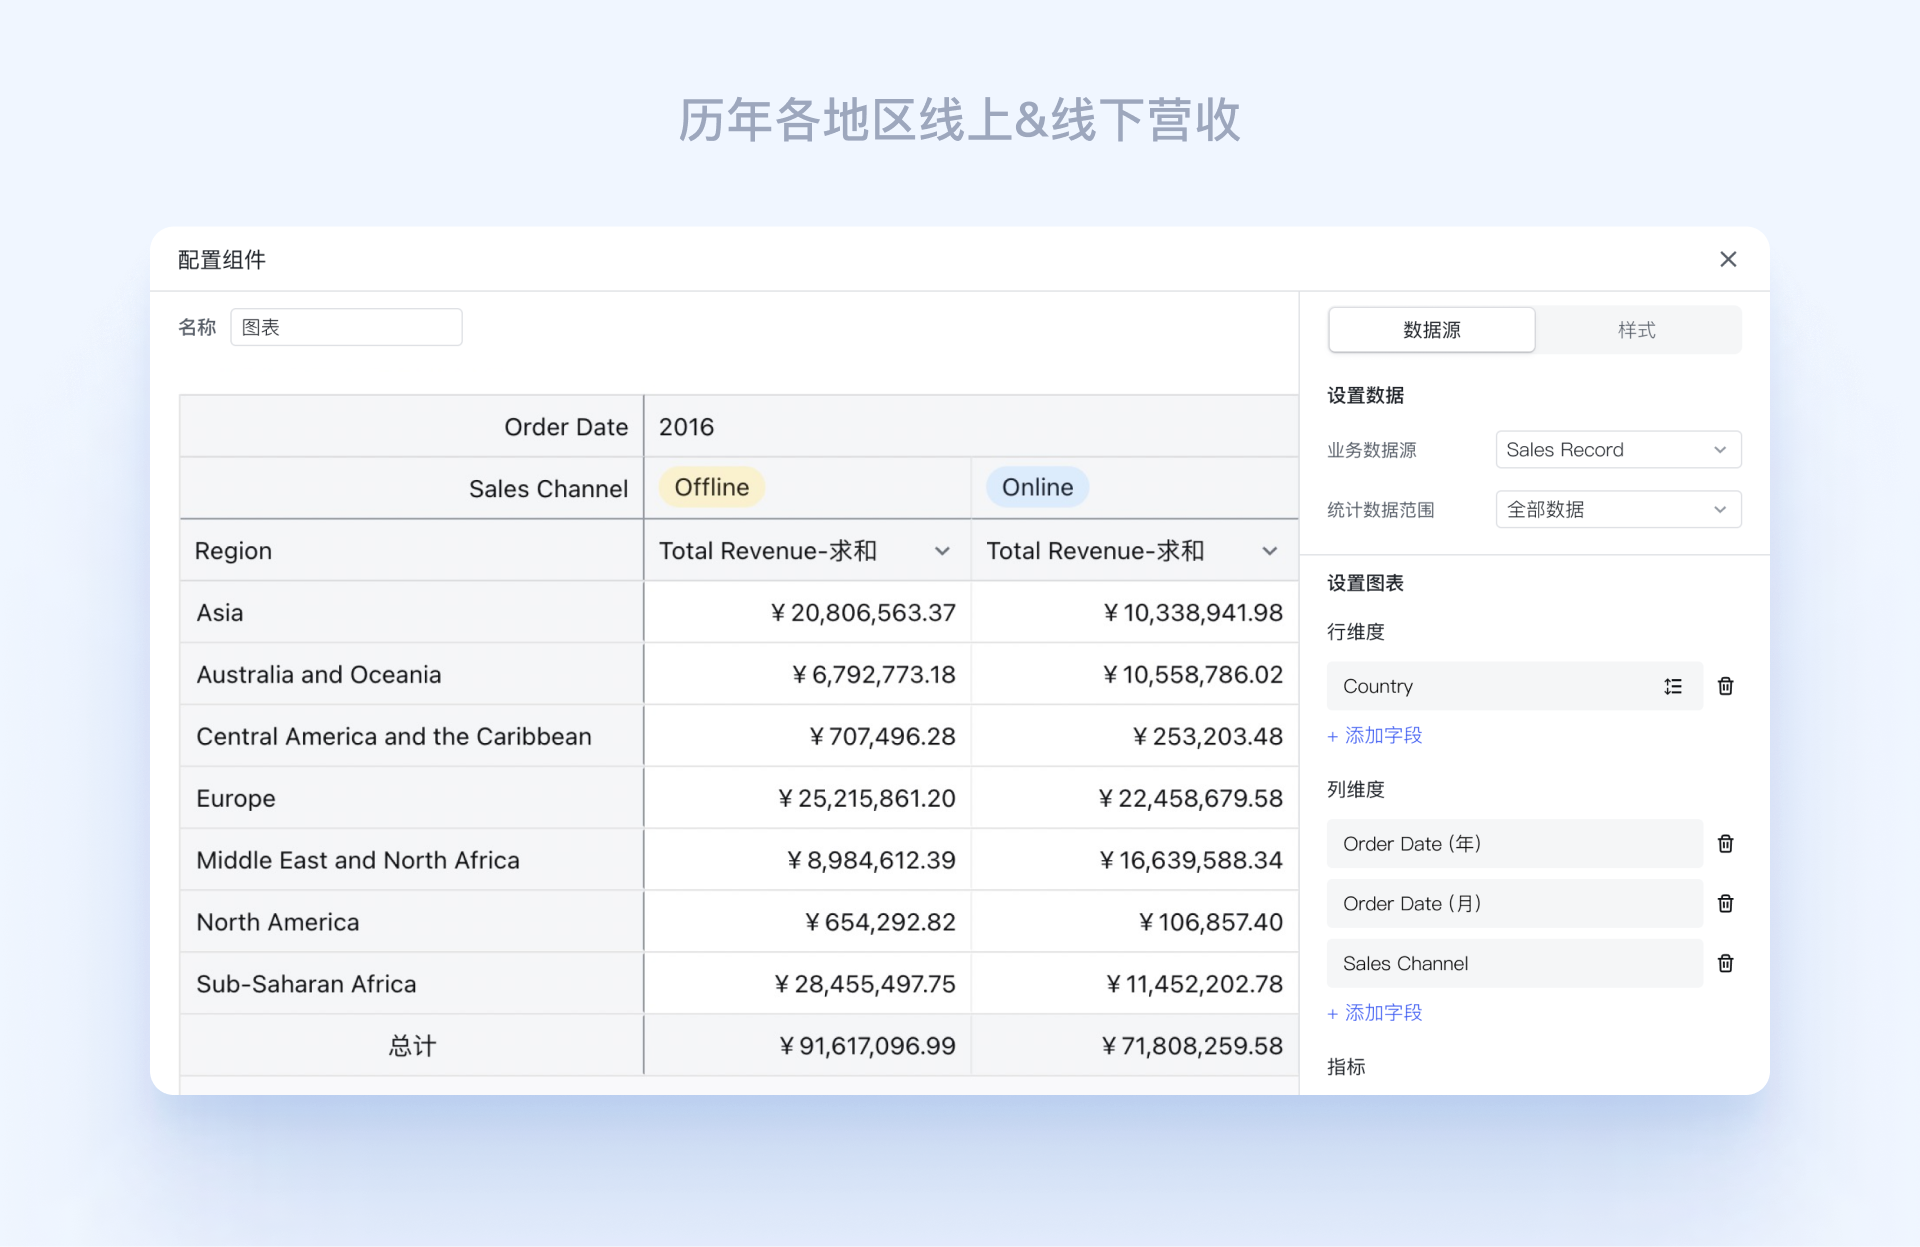 历年各地区线上&线下营收
配置组件
名称 图表
Order Date 2016
Sales Channel Offline Online
Region Total Revenue-求和 Total Revenue-求和
Asia ¥ 20,806,563.37 ¥ 10,338,941.98
Australia and Oceania ¥ 6,792,773.18 ¥ 10,558,786.02
Central America and the Caribbean ¥ 707,496.28 ¥ 253,203.48
Europe ¥ 25,215,861.20 ¥ 22,458,679.58
Middle East and North Africa ¥ 8,984,612.39 ¥ 16,639,588.34
North America ¥ 654,292.82 ¥ 106,857.40
Sub-Saharan Africa ¥ 28,455,497.75 ¥ 11,452,202.78
总计 ¥ 91,617,096.99 ¥ 71,808,259.58
数据源 样式
设置数据
业务数据源 Sales Record
统计数据范围 全部数据
设置图表
行维度
Country
+ 添加字段
列维度
Order Date (年)
Order Date (月)
Sales Channel
+ 添加字段
指标